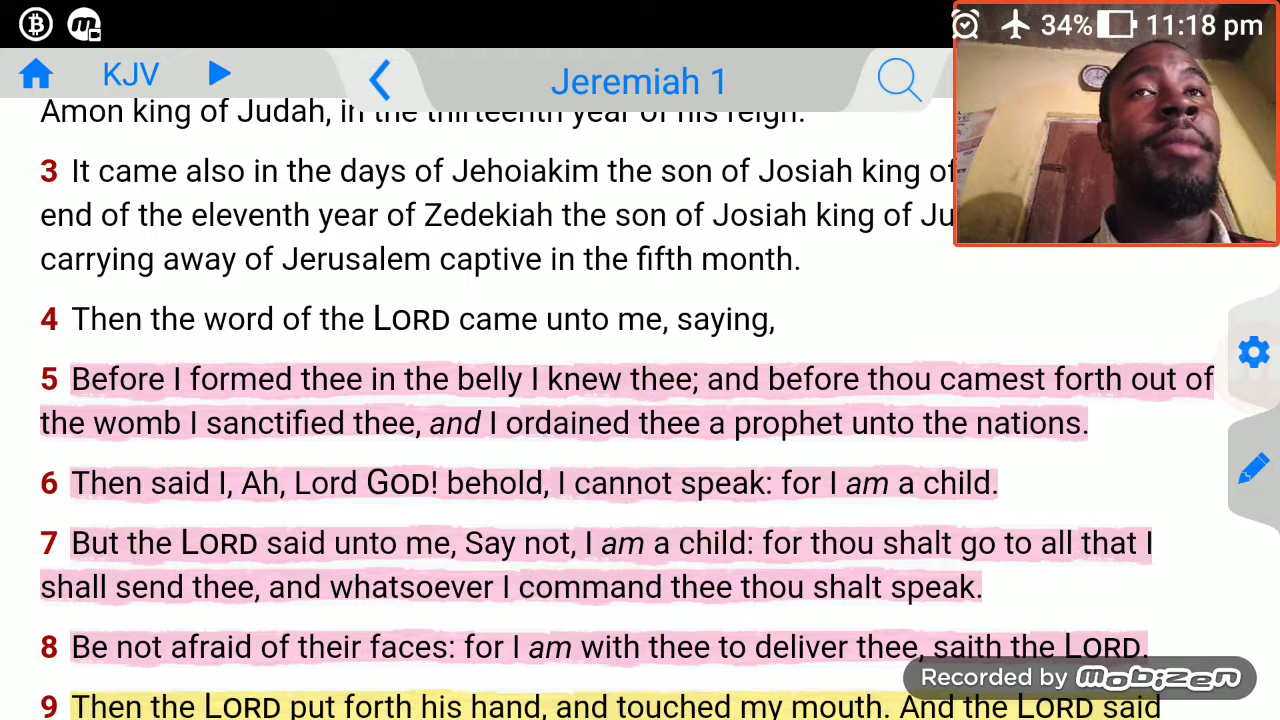 34% 11:18 pm
KJV Jeremiah 1
Amon king of Judah, in the thirteenth year of his reign.
3 It came also in the days of Jehoiakim the son of Josiah king of
end of the eleventh year of Zedekiah the son of Josiah king of Ju
carrying away of Jerusalem captive in the fifth month.
4 Then the word of the LORD came unto me, saying,
5 Before I formed thee in the belly I knew thee; and before thou camest forth out of
the womb I sanctified thee, and I ordained thee a prophet unto the nations.
6 Then said I, Ah, Lord GOD! behold, I cannot speak: for I am a child.
7 But the LORD said unto me, Say not, I am a child: for thou shalt go to all that I
shall send thee, and whatsoever I command thee thou shalt speak.
8 Be not afraid of their faces: for I am with thee to deliver thee, saith the LORD.
Recorded by mobizen
9 Then the LORD put forth his hand, and touched my mouth. And the LORD said